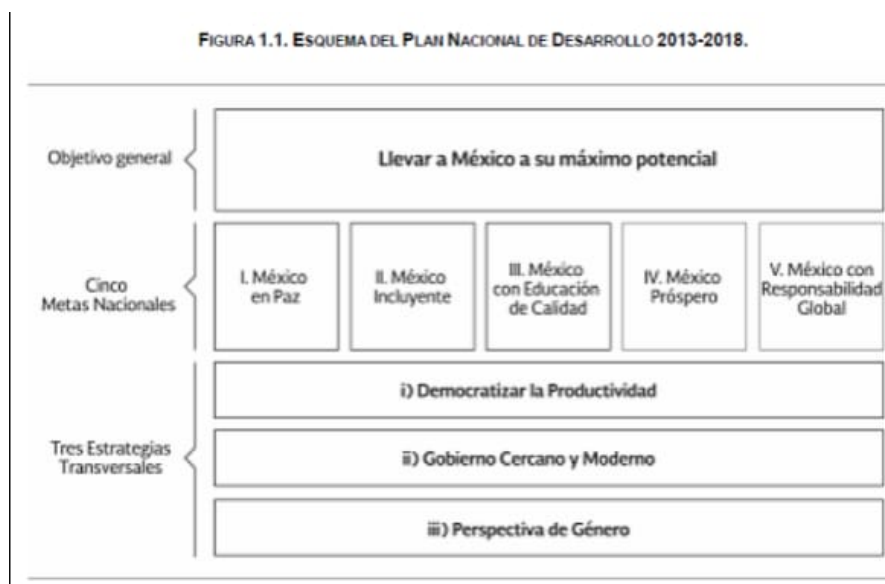 FIGURA 1.1. ESQUEMA DEL PLAN NACIONAL DE DESARROLLO 2013-2018.
Objetivo general
Llevar a México a su máximo potencial
Cinco
Metas Nacionales
I. México
en Paz
II. México
Incluyente
III. México
con Educación
de Calidad
IV. México
Próspero
V. México con
Responsabilidad
Global
Tres Estrategias
Transversales
i) Democratizar la Productividad
ii) Gobierno Cercano y Moderno
iii) Perspectiva de Género